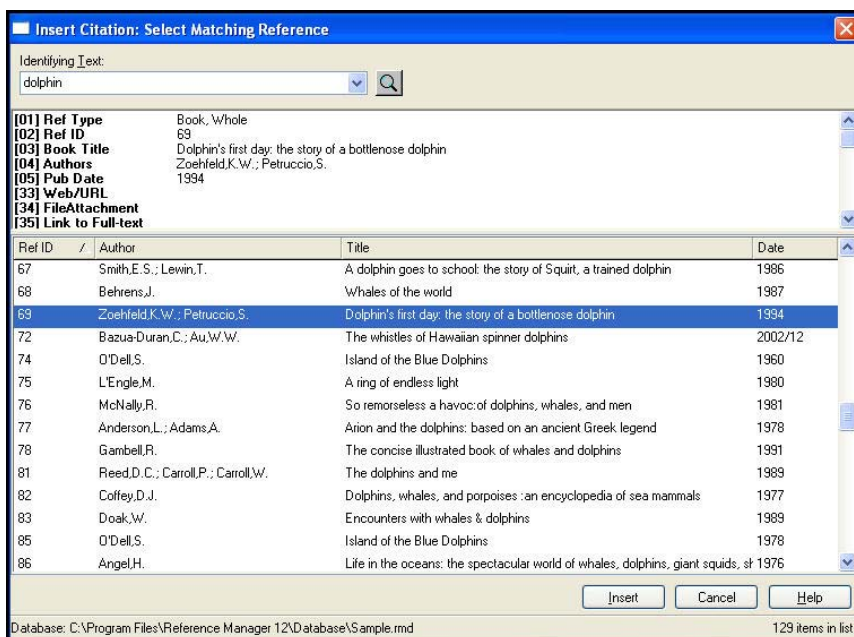 Insert Citation: Select Matching Reference
Identifying Text:
dolphin
[01] Ref Type Book, Whole
[02] Ref ID 69
[03] Book Title Dolphin's first day: the story of a bottlenose dolphin
[04] Authors Zoehfeld,K.W.; Petruccio,S.
[05] Pub Date 1994
[33] Web/URL
[34] FileAttachment
[35] Link to Full-text
Ref ID / Author Title Date
67 Smith,E.S.; Lewin,T. A dolphin goes to school: the story of Squirt, a trained dolphin 1986
68 Behrens,J. Whales of the world 1987
69 Zoehfeld,K.W.; Petruccio,S. Dolphin's first day: the story of a bottlenose dolphin 1994
72 Bazua-Duran,C.; Au,W.W. The whistles of Hawaiian spinner dolphins 2002/12
74 O'Dell,S. Island of the Blue Dolphins 1960
75 L'Engle,M. A ring of endless light 1980
76 McNally,R. So remorseless a havoc:of dolphins, whales, and men 1981
77 Anderson,L.; Adams,A. Arion and the dolphins: based on an ancient Greek legend 1978
78 Gambell,R. The concise illustrated book of whales and dolphins 1991
81 Reed,D.C.; Carroll,P.; Carroll,W. The dolphins and me 1989
82 Coffey,D.J. Dolphins, whales, and porpoises :an encyclopedia of sea mammals 1977
83 Doak,W. Encounters with whales & dolphins 1989
85 O'Dell,S. Island of the Blue Dolphins 1978
86 Angel,H. Life in the oceans: the spectacular world of whales, dolphins, giant squids, sh 1976
Insert Cancel Help
Database: C:\Program Files\Reference Manager 12\Database\Sample.rmd 129 items in list